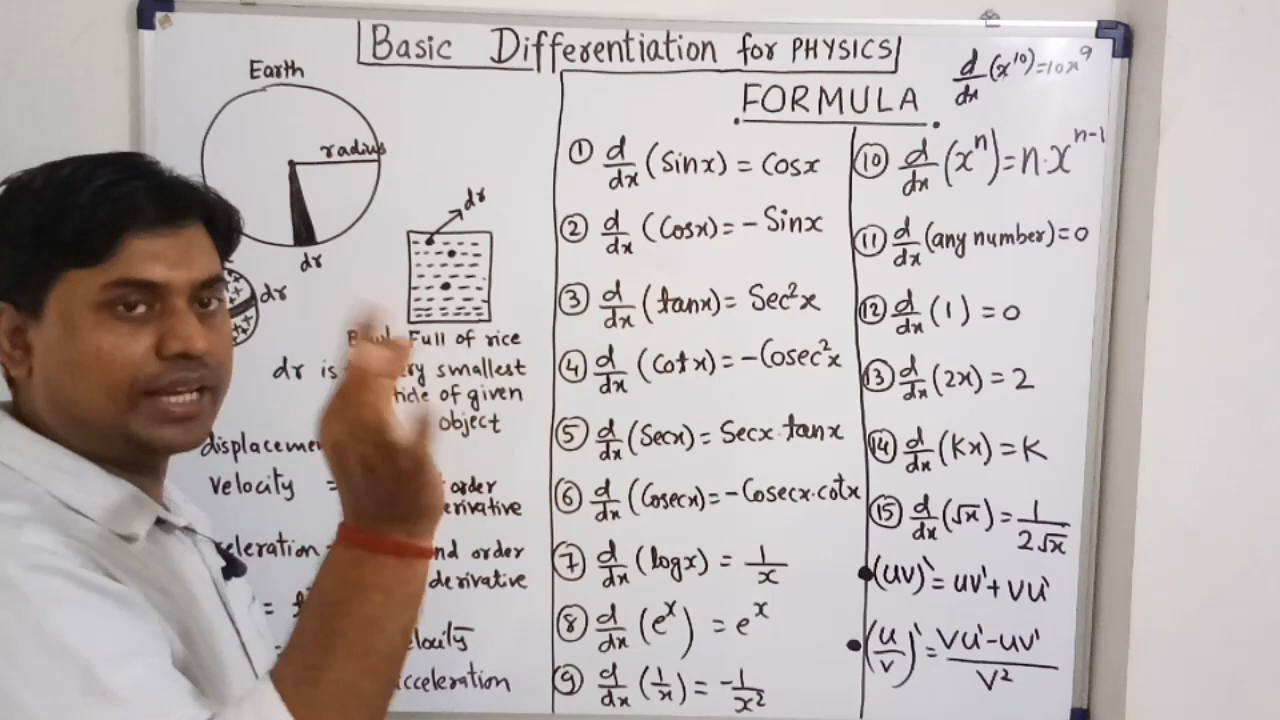 Basic Differentiation for PHYSICS
Earth
radius
dr
dr
dr
Full of rice
dr is smallest
of given
object
velocity =
order
nd order
derivative
=
FORMULA
d/dx (x^10) = 10x^9
① d/dx (Sinx) = Cosx
② d/dx (Cosx) = - Sinx
③ d/dx (tanx) = Sec²x
④ d/dx (Cotx) = - Cosec²x
⑤ d/dx (Secx) = Secx·tanx
⑥ d/dx (Cosecx) = - Cosecx·cotx
⑦ d/dx (logx) = 1/x
⑧ d/dx (e^x) = e^x
⑨ d/dx (1/x) = -1/x²
⑩ d/dx (x^n) = n·x^(n-1)
⑪ d/dx (any number) = 0
⑫ d/dx (1) = 0
⑬ d/dx (2x) = 2
⑭ d/dx (Kx) = K
⑮ d/dx (√x) = 1/(2√x)
• (uv)' = uv' + vu'
• (u/v)' = (vu' - uv')/v²